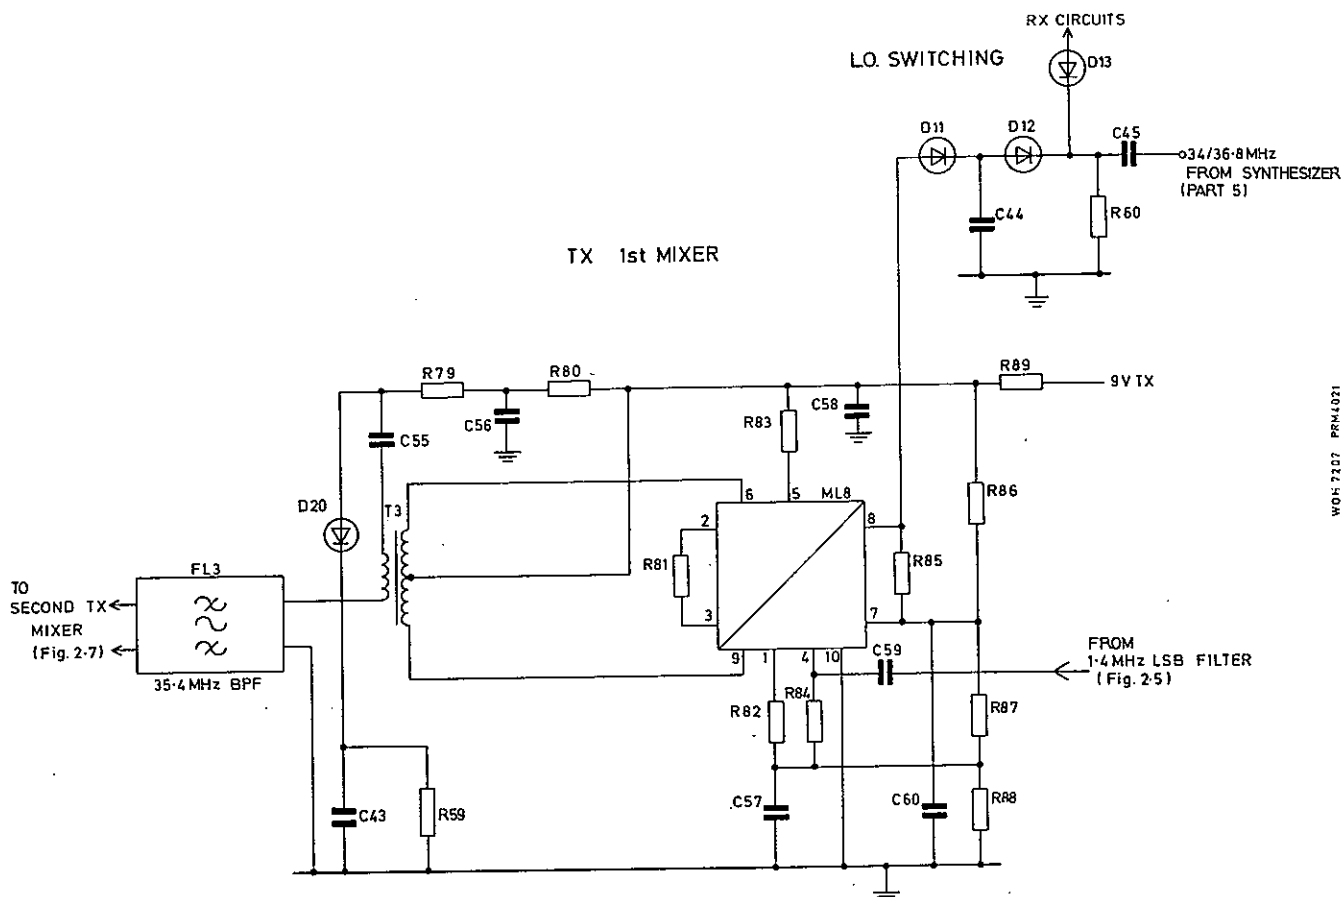 RX CIRCUITS
L.O. SWITCHING
D13
D11
D12
C45
34/36·8MHz
FROM SYNTHESIZER
(PART 5)
C44
R60
TX 1st MIXER
R79
R80
R89
9V TX
C56
C58
R83
C55
R86
D20
T3
6
5
ML8
2
8
R81
R85
FL3
TO
SECOND TX
MIXER
(Fig. 2·7)
3
7
35·4MHz BPF
9
1
4
10
C59
FROM
1·4MHz LSB FILTER
(Fig. 2·5)
R82
R84
R87
C43
R59
C57
C60
R88
WOH 7207 PRM4021